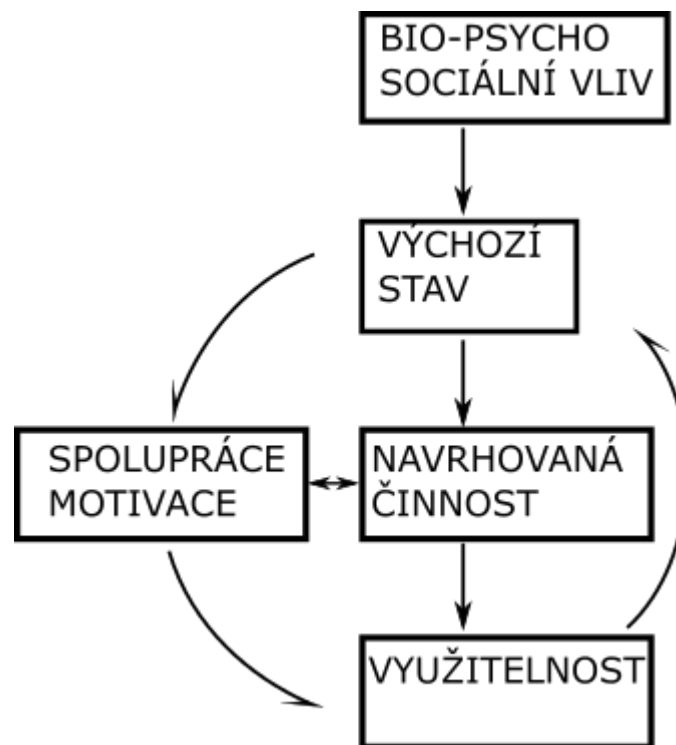 BIO-PSYCHO
SOCIÁLNÍ VLIV
VÝCHOZÍ
STAV
SPOLUPRÁCE
MOTIVACE
NAVRHOVANÁ
ČINNOST
VYUŽITELNOST